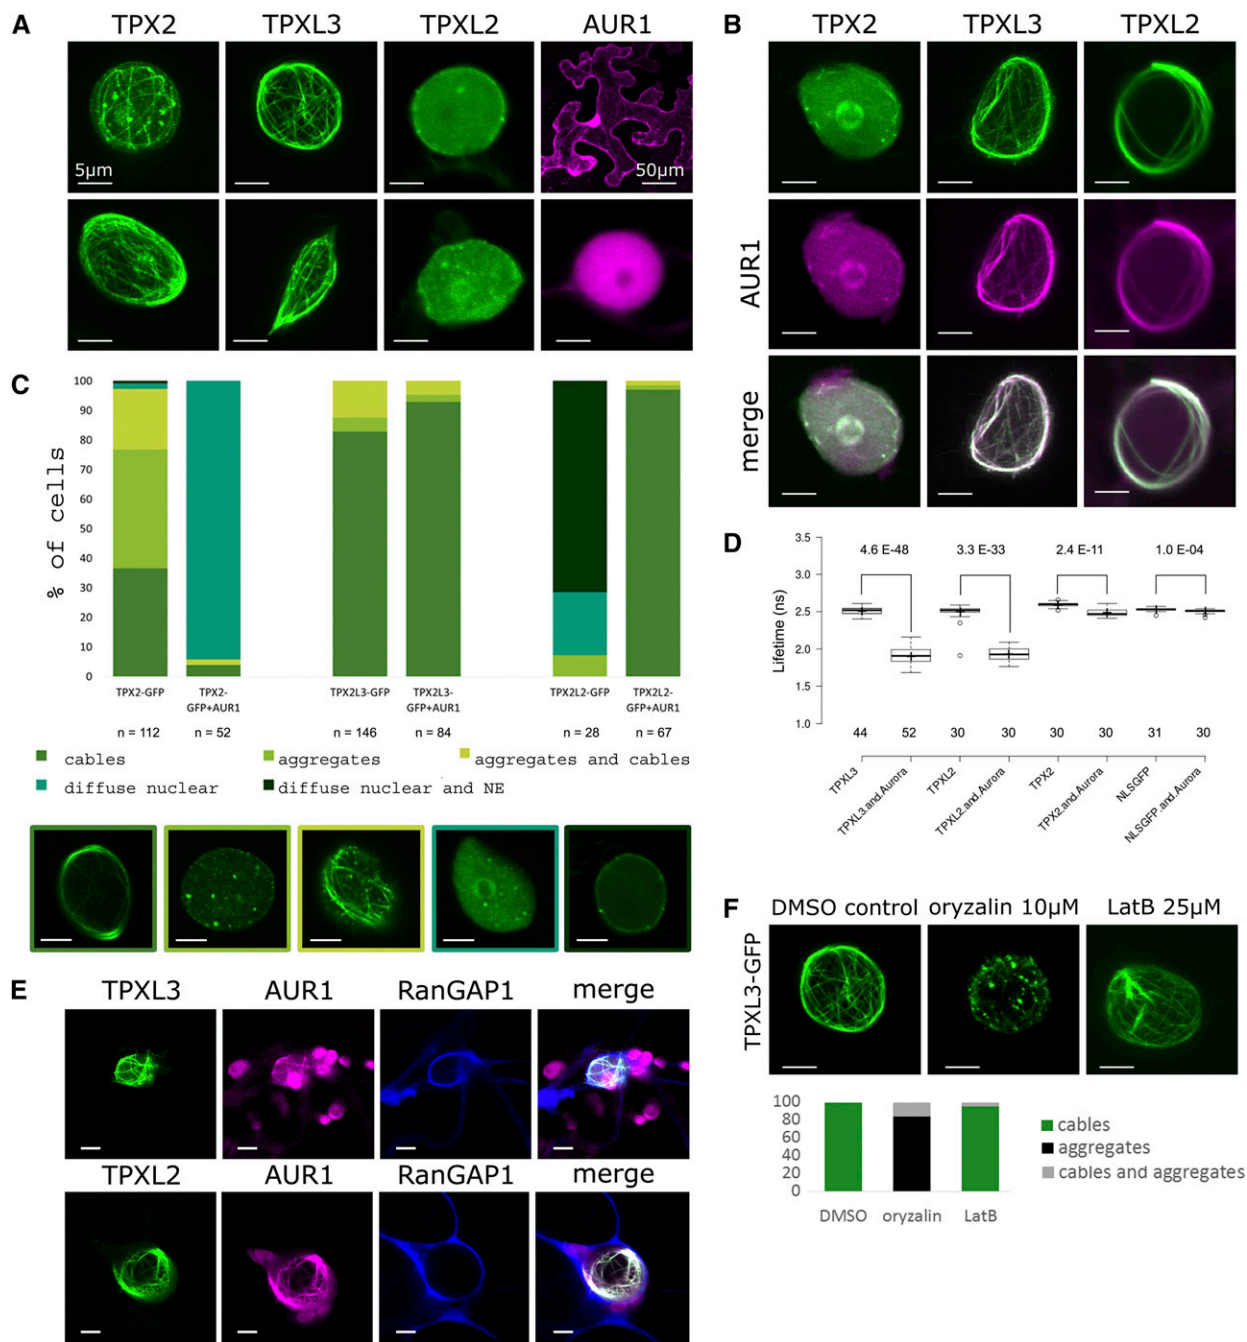 A
TPX2 TPXL3 TPXL2 AUR1
5µm
50µm
B
TPX2 TPXL3 TPXL2
AUR1
merge
C
% of cells
100
90
80
70
60
50
40
30
20
10
0
TPX2-GFP
TPX2-
GFP+AUR1
TPX2L3-GFP
TPX2L3-
GFP+AUR1
TPX2L2-GFP
TPX2L2-
GFP+AUR1
n = 112 n = 52 n = 146 n = 84 n = 28 n = 67
cables aggregates aggregates and cables
diffuse nuclear diffuse nuclear and NE
D
4.6 E-48 3.3 E-33 2.4 E-11 1.0 E-04
Lifetime (ns)
3.5
3.0
2.5
2.0
1.5
1.0
44 52 30 30 30 30 31 30
TPXL3
TPXL3.and.Aurora
TPXL2
TPXL2.and.Aurora
TPX2
TPX2.and.Aurora
NLSGFP
NLSGFP.and.Aurora
E
TPXL3 AUR1 RanGAP1 merge
TPXL2 AUR1 RanGAP1 merge
F
DMSO control oryzalin 10µM LatB 25µM
TPXL3-GFP
100
80
60
40
20
0
DMSO oryzalin LatB
cables
aggregates
cables and aggregates